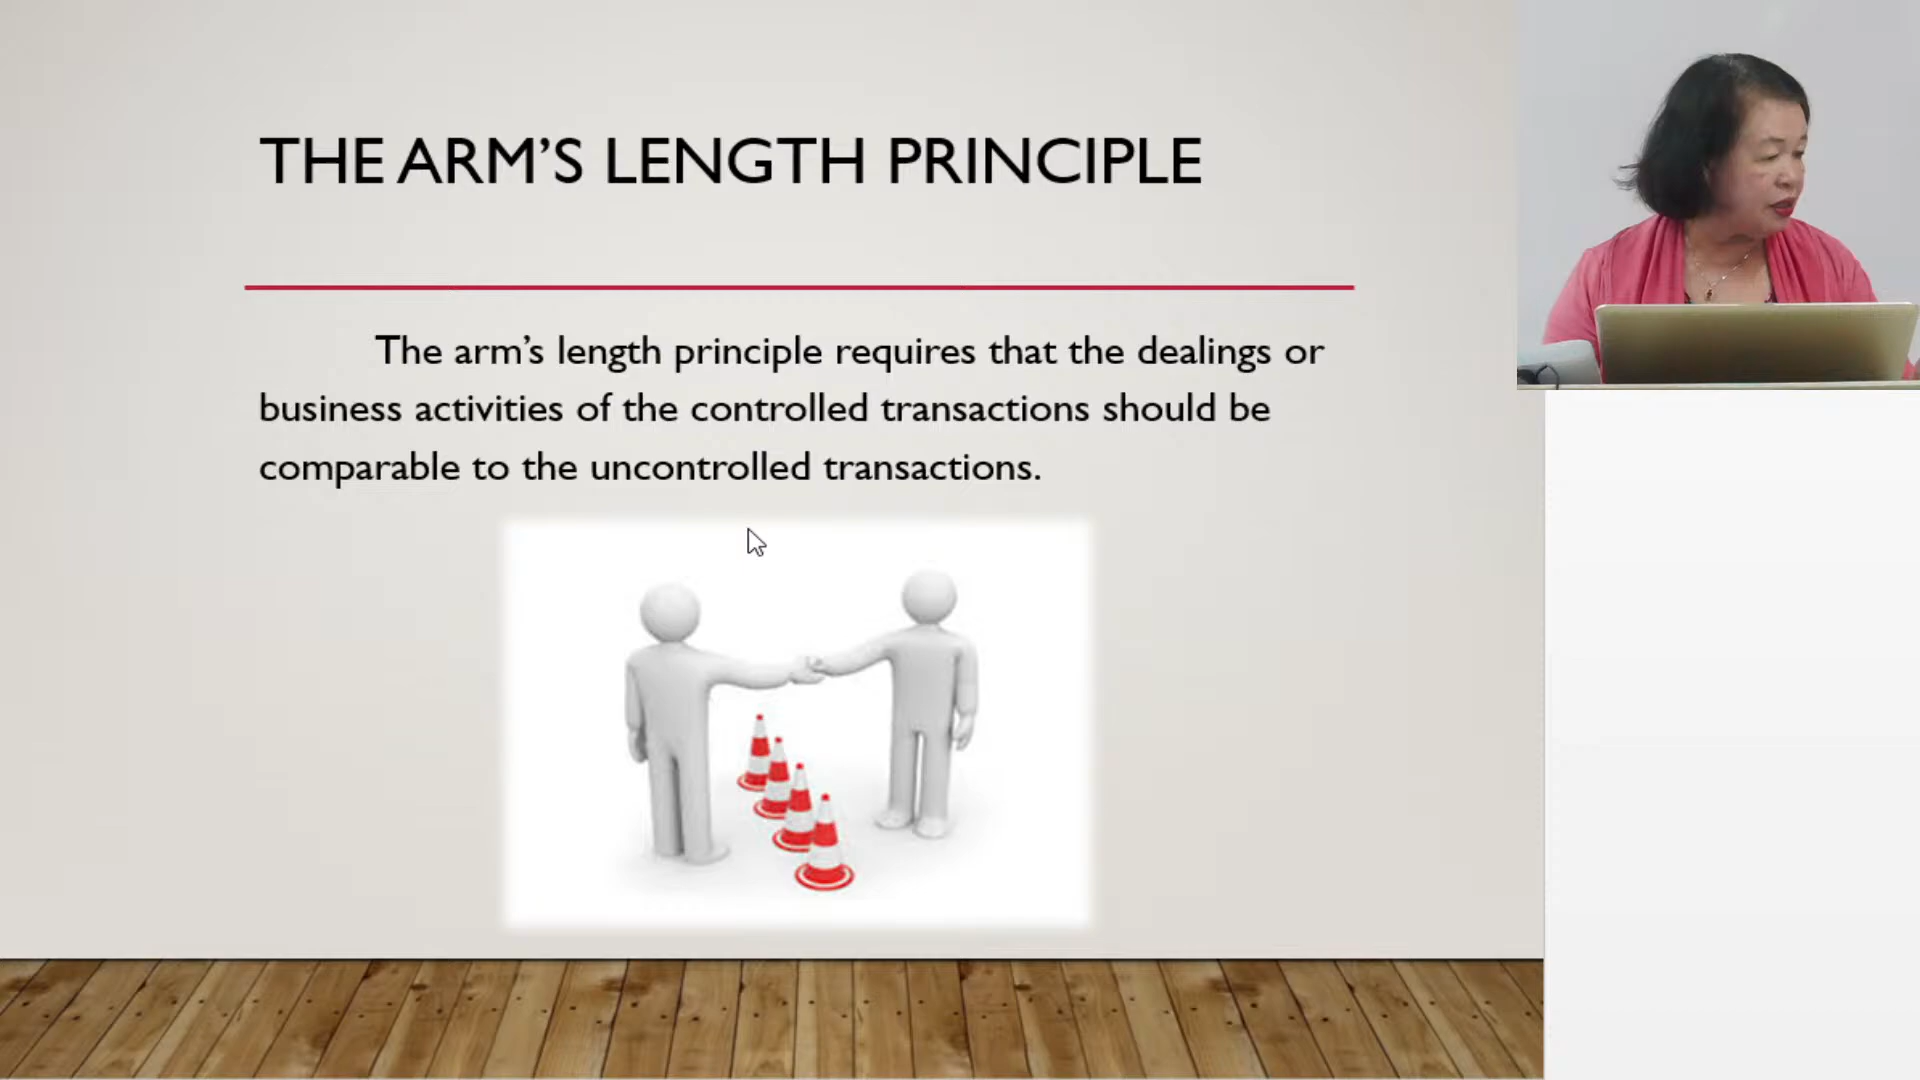 THE ARM’S LENGTH PRINCIPLE
The arm’s length principle requires that the dealings or
business activities of the controlled transactions should be
comparable to the uncontrolled transactions.